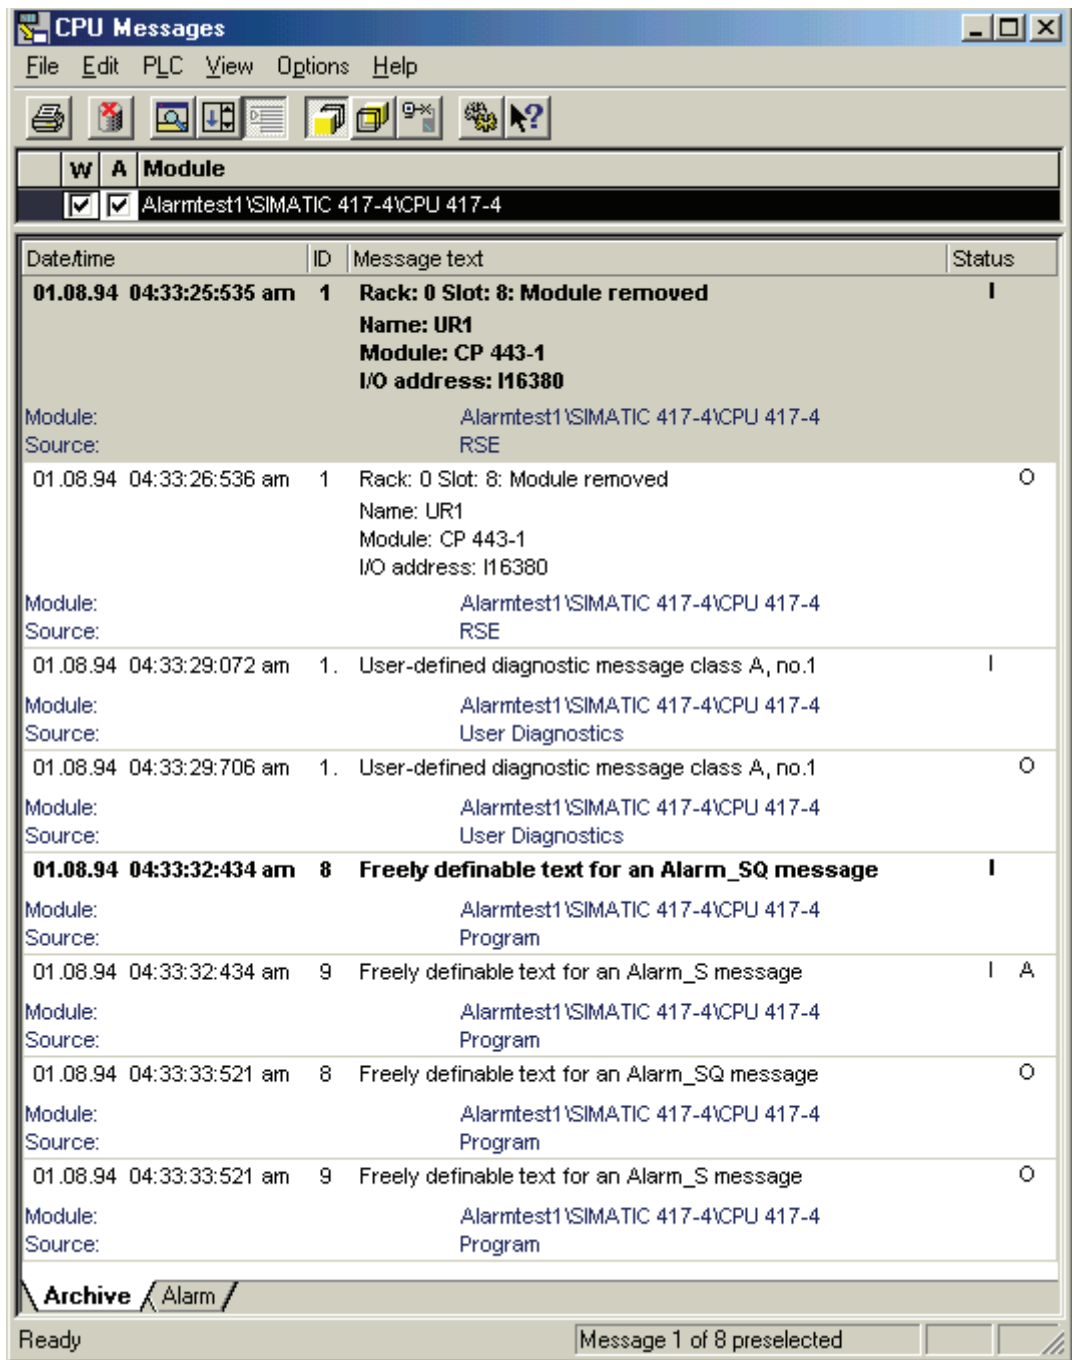 CPU Messages
File Edit PLC View Options Help
W A Module
Alarmtest1\SIMATIC 417-4\CPU 417-4
Date/time ID Message text Status
01.08.94 04:33:25:535 am 1 Rack: 0 Slot: 8: Module removed I
Name: UR1
Module: CP 443-1
I/O address: I16380
Module: Alarmtest1\SIMATIC 417-4\CPU 417-4
Source: RSE
01.08.94 04:33:26:536 am 1 Rack: 0 Slot: 8: Module removed O
Name: UR1
Module: CP 443-1
I/O address: I16380
Module: Alarmtest1\SIMATIC 417-4\CPU 417-4
Source: RSE
01.08.94 04:33:29:072 am 1. User-defined diagnostic message class A, no.1 I
Module: Alarmtest1\SIMATIC 417-4\CPU 417-4
Source: User Diagnostics
01.08.94 04:33:29:706 am 1. User-defined diagnostic message class A, no.1 O
Module: Alarmtest1\SIMATIC 417-4\CPU 417-4
Source: User Diagnostics
01.08.94 04:33:32:434 am 8 Freely definable text for an Alarm_SQ message I
Module: Alarmtest1\SIMATIC 417-4\CPU 417-4
Source: Program
01.08.94 04:33:32:434 am 9 Freely definable text for an Alarm_S message I A
Module: Alarmtest1\SIMATIC 417-4\CPU 417-4
Source: Program
01.08.94 04:33:33:521 am 8 Freely definable text for an Alarm_SQ message O
Module: Alarmtest1\SIMATIC 417-4\CPU 417-4
Source: Program
01.08.94 04:33:33:521 am 9 Freely definable text for an Alarm_S message O
Module: Alarmtest1\SIMATIC 417-4\CPU 417-4
Source: Program
Archive Alarm
Ready Message 1 of 8 preselected